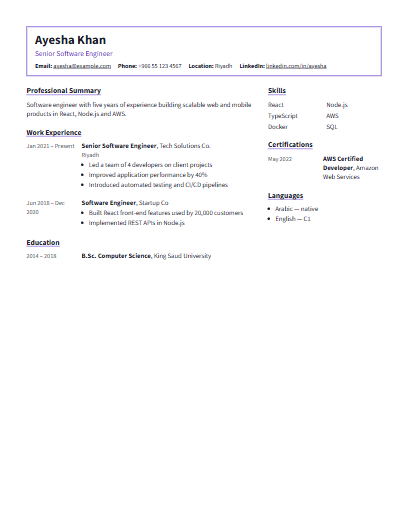 Ayesha Khan
Senior Software Engineer
Email: ayesha@example.com Phone: +966 55 123 4567 Location: Riyadh LinkedIn: linkedin.com/in/ayesha
Professional Summary
Software engineer with five years of experience building scalable web and mobile
products in React, Node.js and AWS.
Work Experience
Jan 2021 – Present Senior Software Engineer, Tech Solutions Co.
Riyadh
• Led a team of 4 developers on client projects
• Improved application performance by 40%
• Introduced automated testing and CI/CD pipelines
Jun 2018 – Dec 2020 Software Engineer, Startup Co
• Built React front-end features used by 20,000 customers
• Implemented REST APIs in Node.js
Education
2014 – 2018 B.Sc. Computer Science, King Saud University
Skills
React Node.js
TypeScript AWS
Docker SQL
Certifications
May 2022 AWS Certified
Developer, Amazon
Web Services
Languages
• Arabic — native
• English — C1